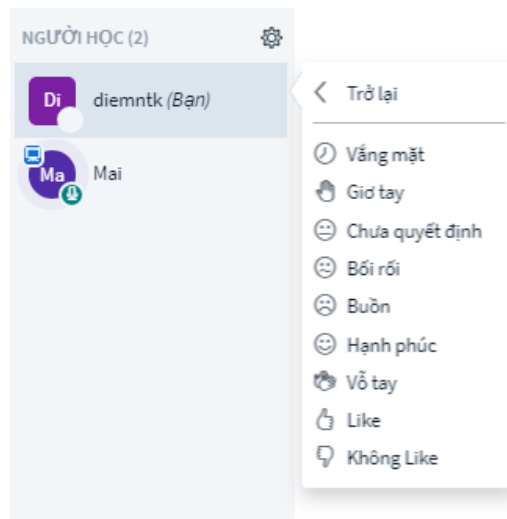 NGƯỜI HỌC (2)
Di
diemntk (Bạn)
Ma
Mai
Trở lại
Vắng mặt
Giơ tay
Chưa quyết định
Bối rối
Buồn
Hạnh phúc
Vỗ tay
Like
Không Like